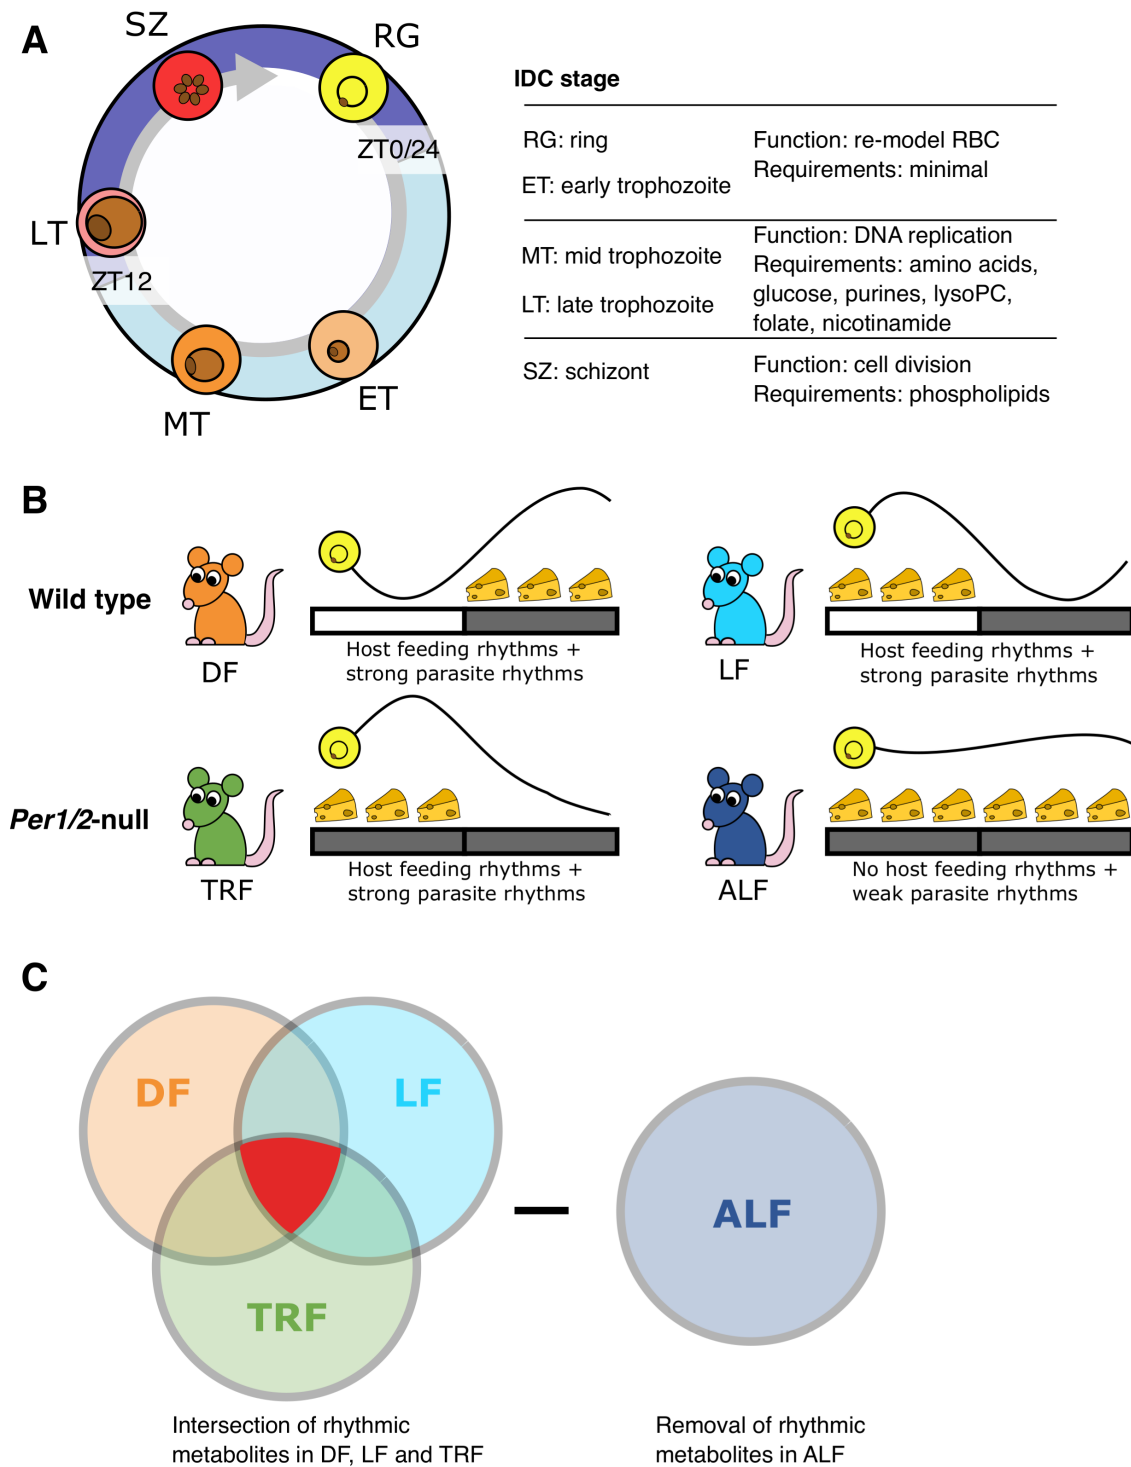 A
SZ
RG
ZT0/24
LT
ZT12
MT
ET
IDC stage
RG: ring
ET: early trophozoite
Function: re-model RBC
Requirements: minimal
MT: mid trophozoite
LT: late trophozoite
Function: DNA replication
Requirements: amino acids,
glucose, purines, lysoPC,
folate, nicotinamide
SZ: schizont
Function: cell division
Requirements: phospholipids
B
Wild type
DF
Host feeding rhythms +
strong parasite rhythms
LF
Host feeding rhythms +
strong parasite rhythms
Per1/2-null
TRF
Host feeding rhythms +
strong parasite rhythms
ALF
No host feeding rhythms +
weak parasite rhythms
C
DF
LF
TRF
ALF
Intersection of rhythmic
metabolites in DF, LF and TRF
Removal of rhythmic
metabolites in ALF